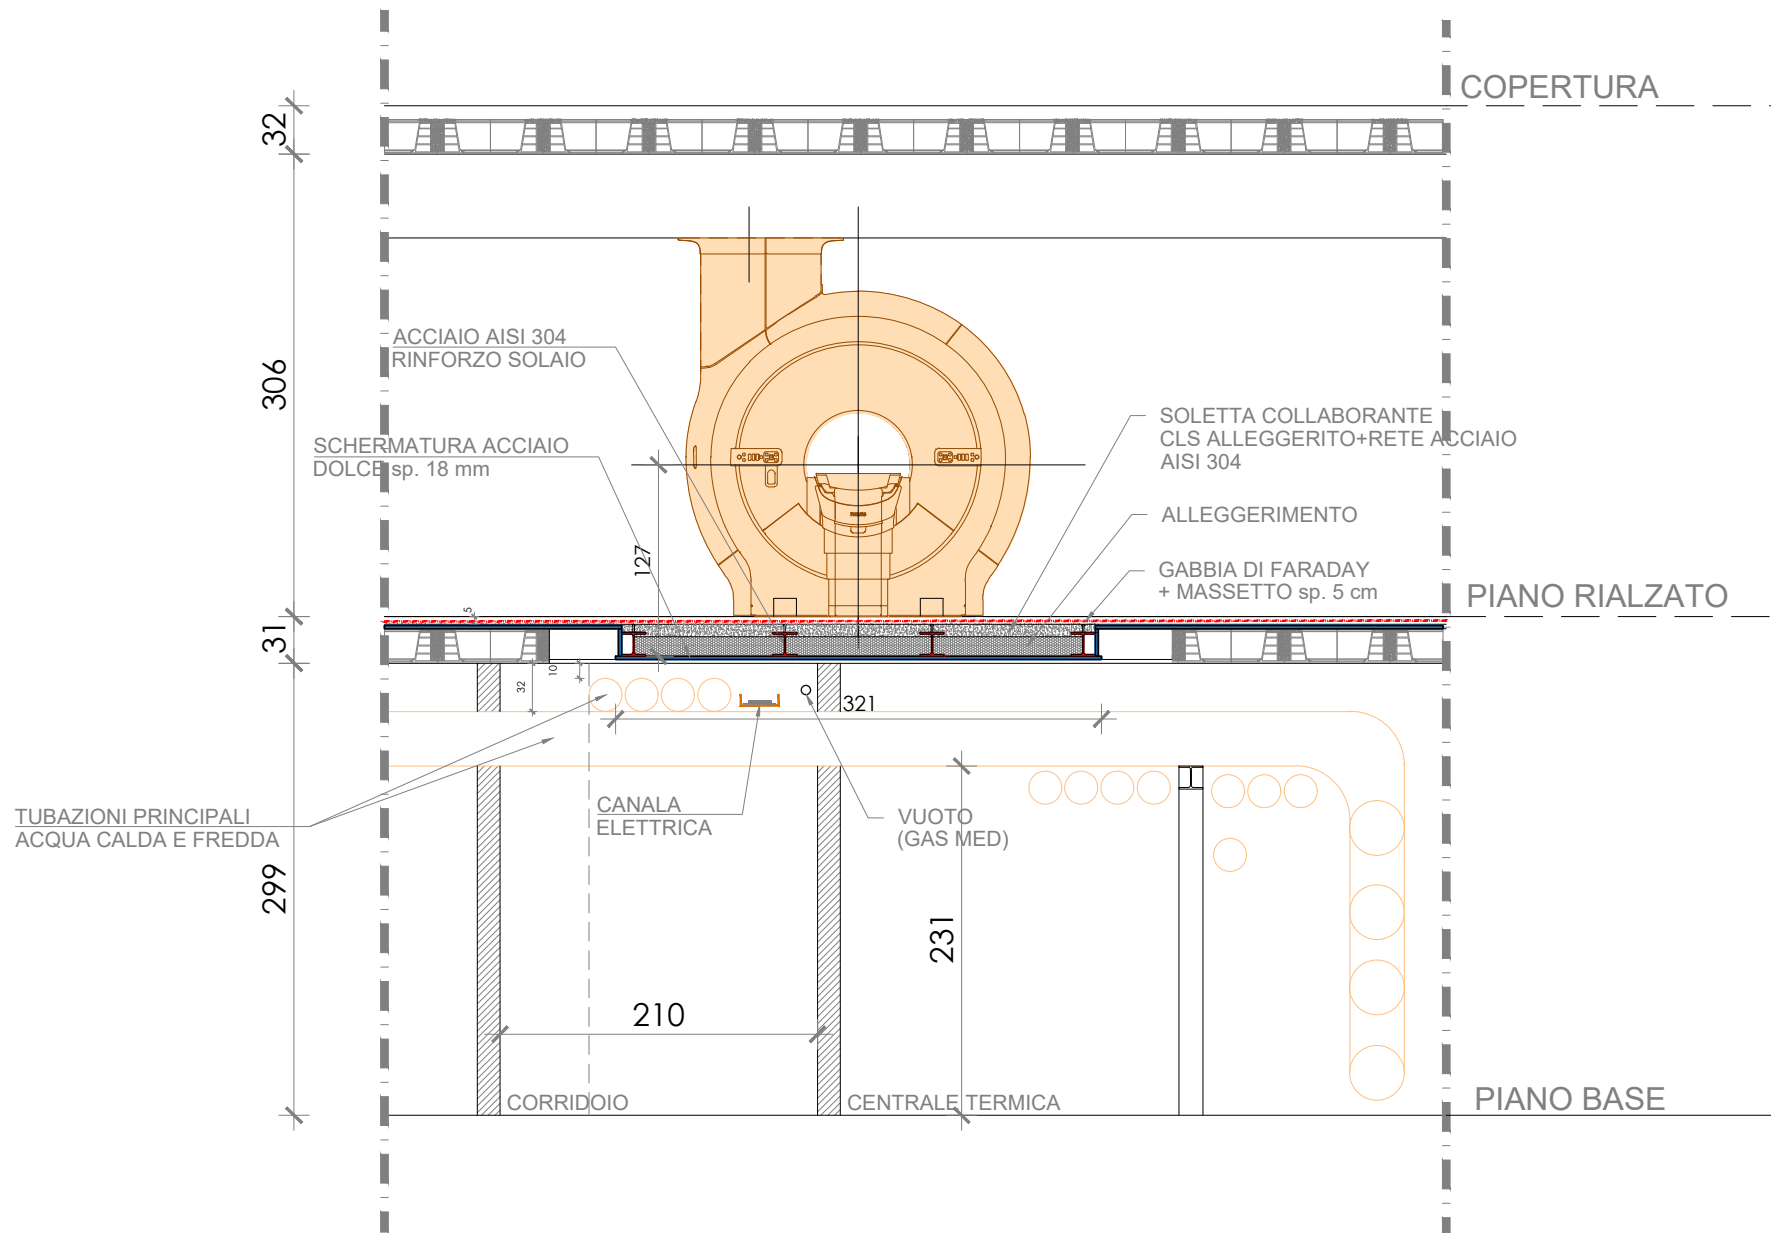 COPERTURA
32
306
ACCIAIO AISI 304
RINFORZO SOLAIO
SCHERMATURA ACCIAIO
DOLCE sp. 18 mm
SOLETTA COLLABORANTE
CLS ALLEGGERITO+RETE ACCIAIO
AISI 304
ALLEGGERIMENTO
127
GABBIA DI FARADAY
+ MASSETTO sp. 5 cm
PIANO RIALZATO
5
31
10
32
321
TUBAZIONI PRINCIPALI
ACQUA CALDA E FREDDA
CANALA
ELETTRICA
VUOTO
(GAS MED)
299
231
210
CORRIDOIO
CENTRALE TERMICA
PIANO BASE